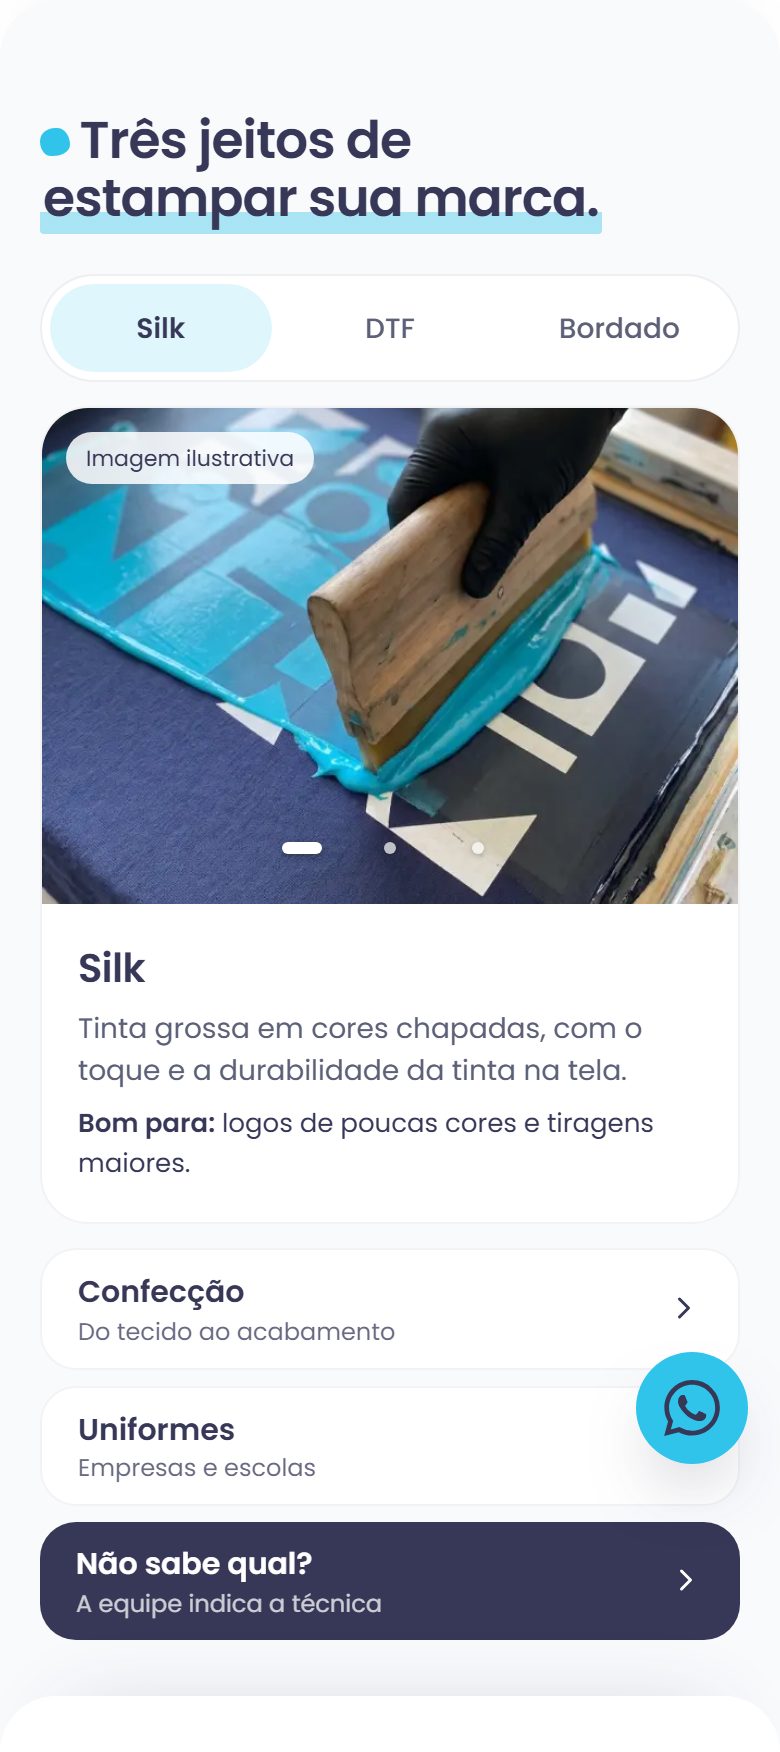 Três jeitos de
estampar sua marca.
Silk
DTF
Bordado
Imagem ilustrativa
Silk
Tinta grossa em cores chapadas, com o
toque e a durabilidade da tinta na tela.
Bom para: logos de poucas cores e tiragens
maiores.
Confecção
Do tecido ao acabamento
Uniformes
Empresas e escolas
Não sabe qual?
A equipe indica a técnica